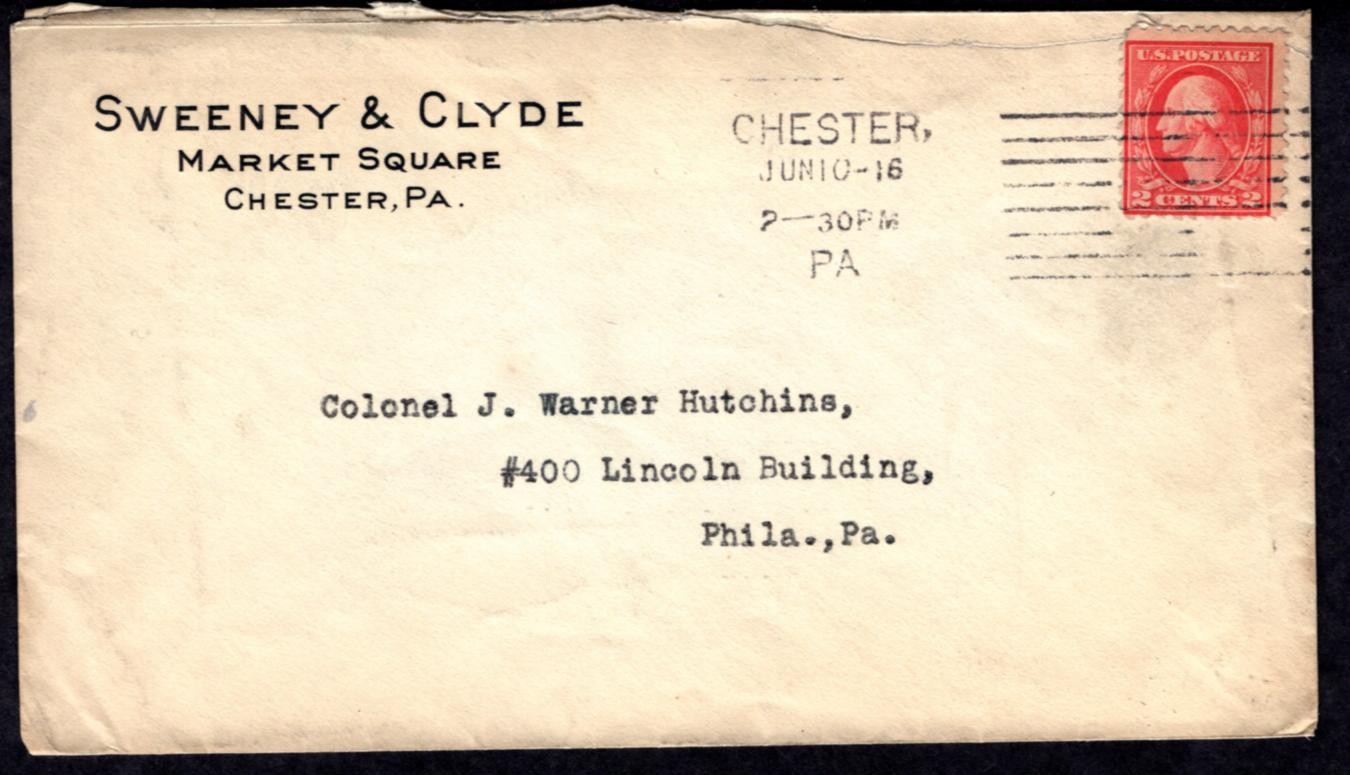 SWEENEY & CLYDE
MARKET SQUARE
CHESTER, PA.
CHESTER,
JUN 10-16
2—30PM
PA
U.S. POSTAGE
2 CENTS 2
Colonel J. Warner Hutchins,
#400 Lincoln Building,
Phila.,Pa.